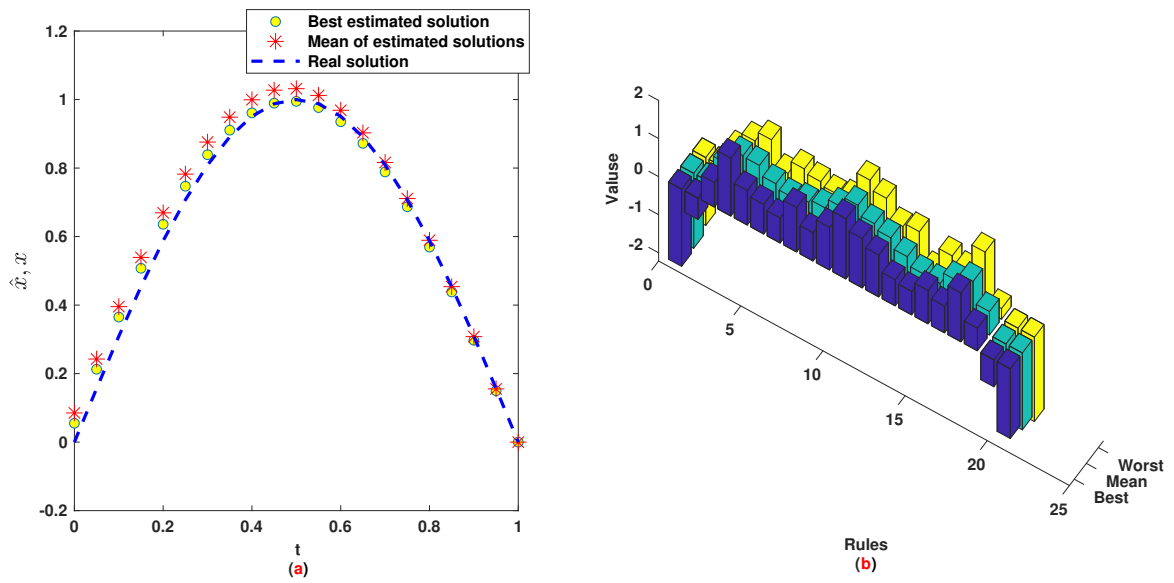 1.2
1
0.8
0.6
0.4
0.2
0
-0.2
0
0.2
0.4
0.6
0.8
1
Best estimated solution
Mean of estimated solutions
Real solution
x̂, x
t
(a)
2
1
0
-1
-2
Valuse
0
5
10
15
20
25
Worst
Mean
Best
Rules
(b)